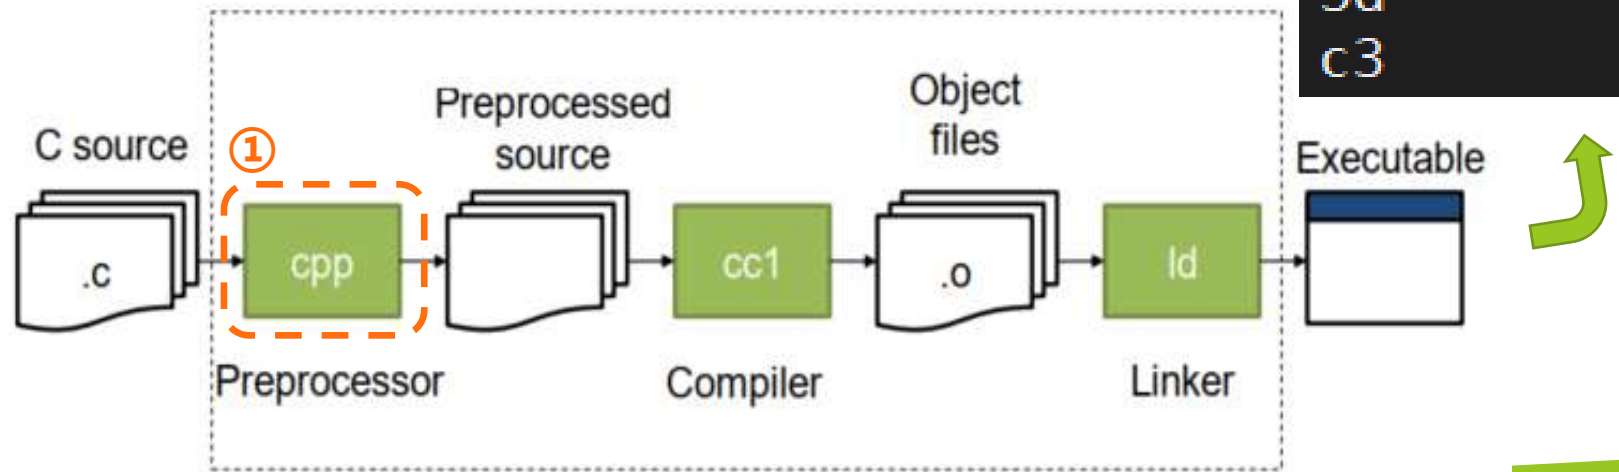 c3
C source
①
Preprocessed
source
Object
files
Executable
.c
cpp
cc1
.o
ld
Preprocessor
Compiler
Linker